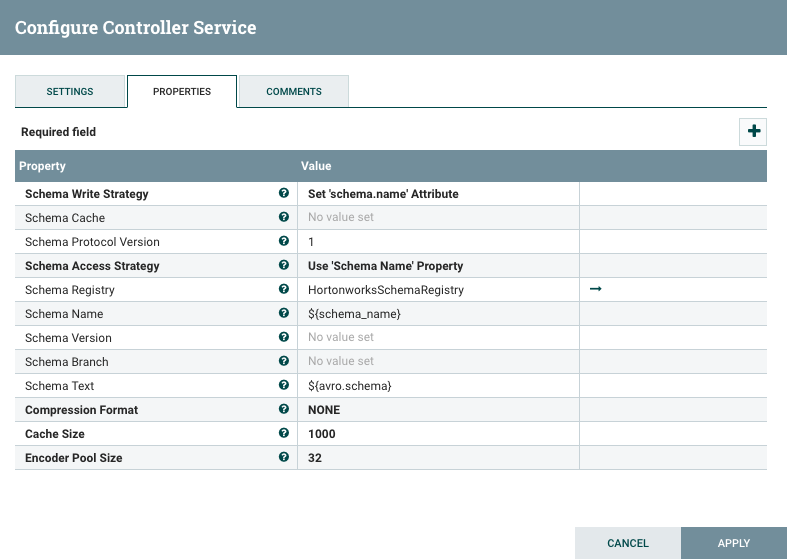 Configure Controller Service
SETTINGS PROPERTIES COMMENTS
Required field
Property Value
Schema Write Strategy Set 'schema.name' Attribute
Schema Cache No value set
Schema Protocol Version 1
Schema Access Strategy Use 'Schema Name' Property
Schema Registry HortonworksSchemaRegistry
Schema Name ${schema_name}
Schema Version No value set
Schema Branch No value set
Schema Text ${avro.schema}
Compression Format NONE
Cache Size 1000
Encoder Pool Size 32
CANCEL APPLY